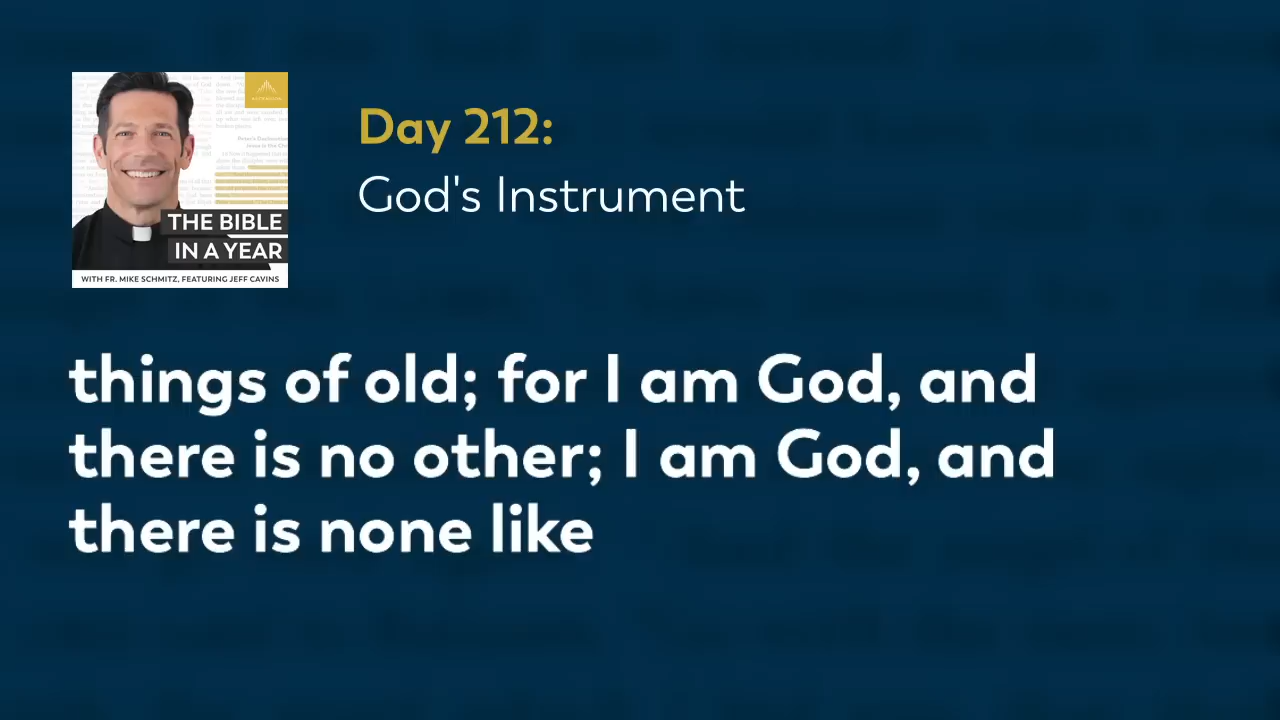 Day 212:
God's Instrument
THE BIBLE
IN A YEAR
WITH FR. MIKE SCHMITZ, FEATURING JEFF CAVINS
things of old; for I am God, and
there is no other; I am God, and
there is none like